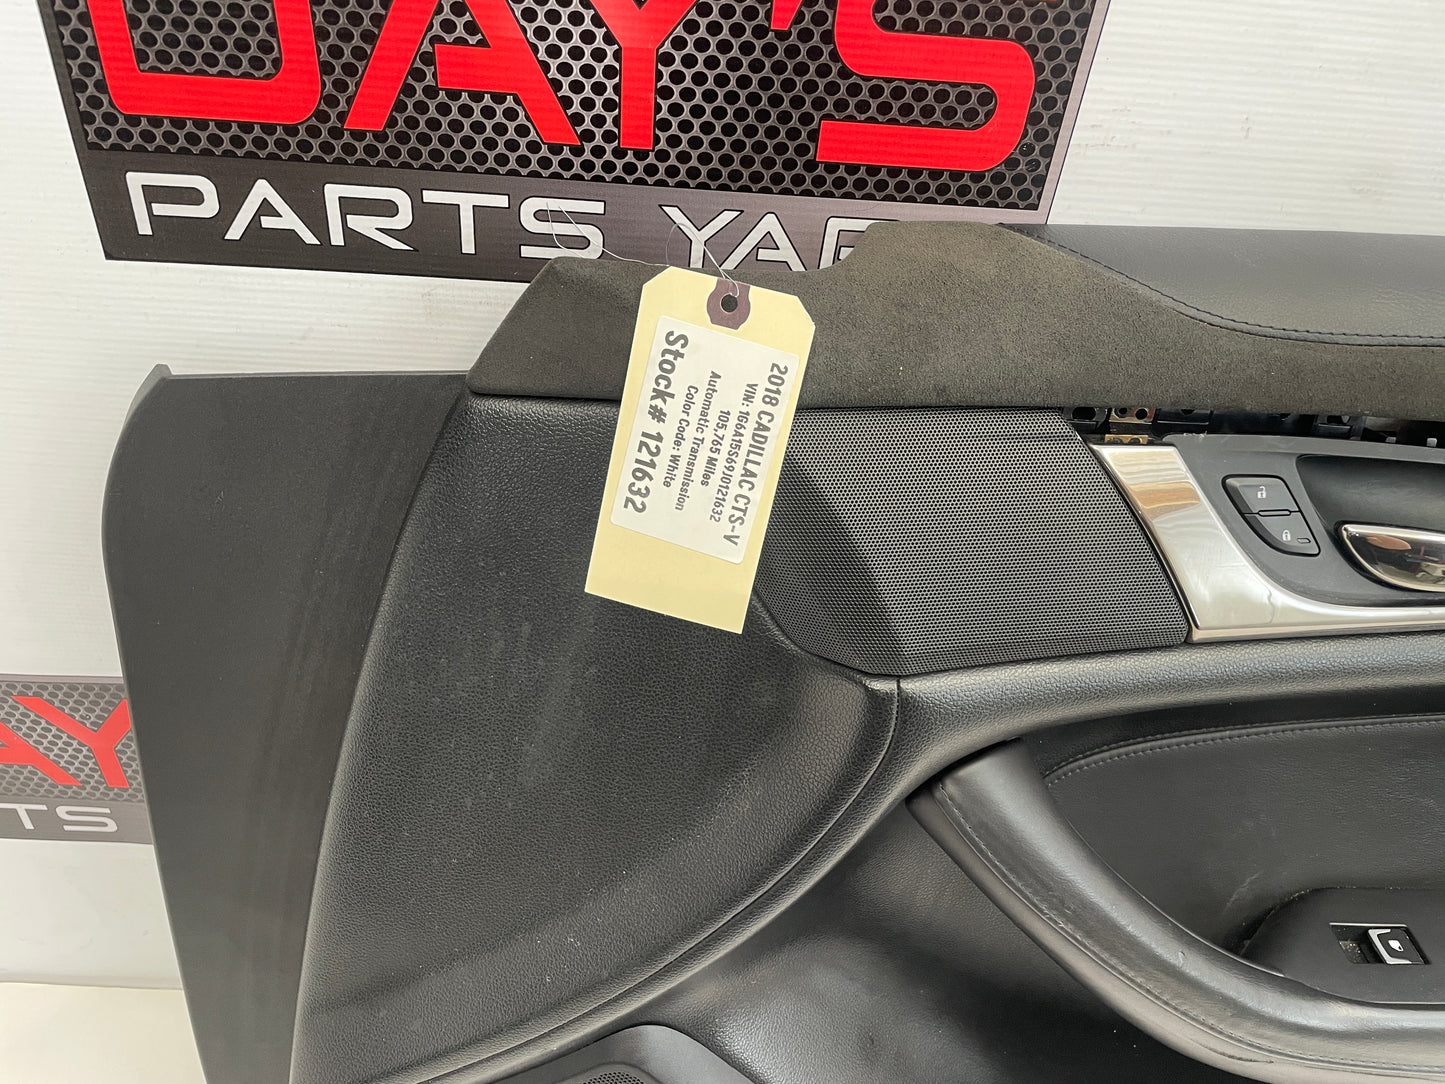 DAY'S
PARTS YAR
2018 CADILLAC CTS-V
VIN: 1G6A15S69J0121632
105,765 Miles
Automatic Transmission
Color Code: White
Stock# 121632
AY
TS